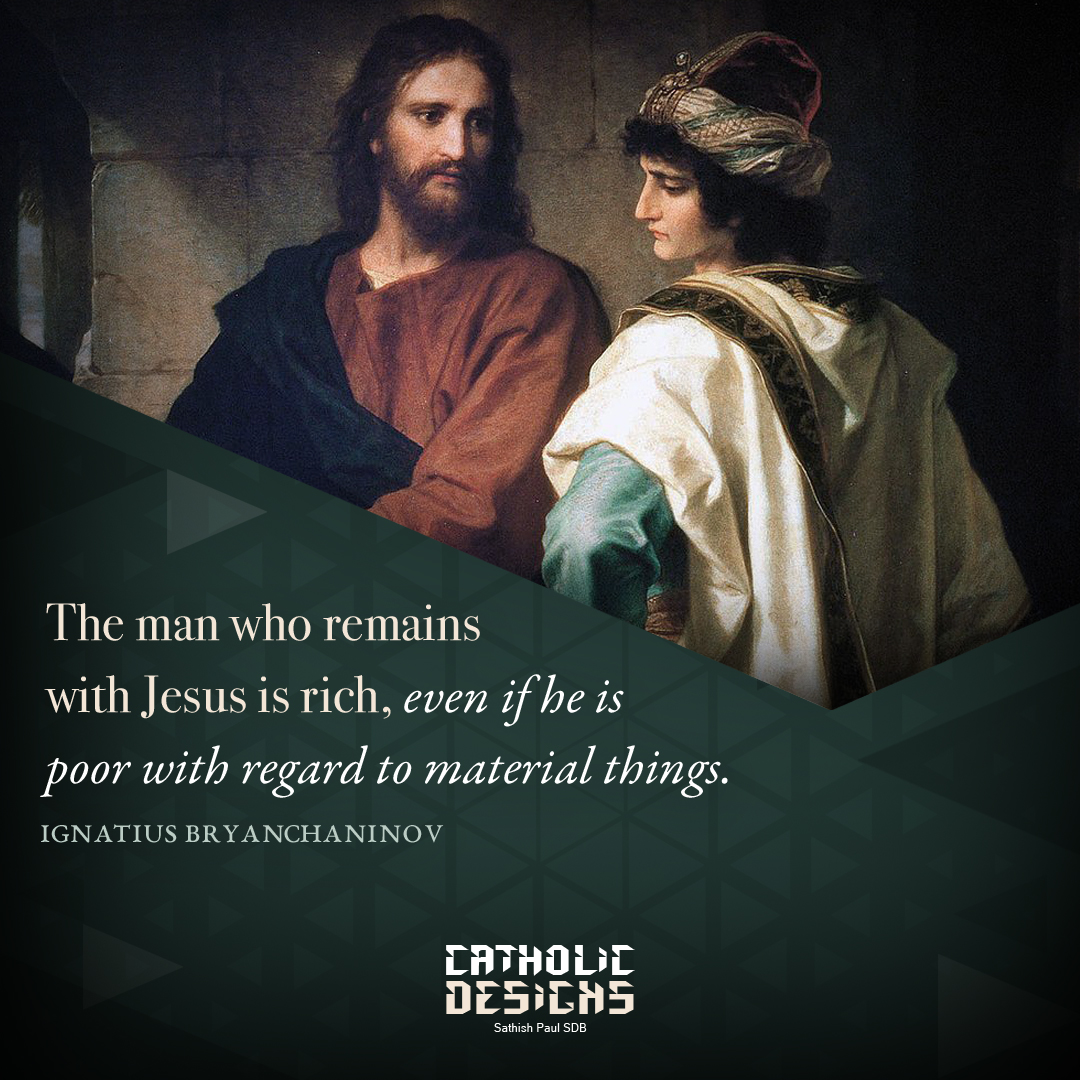 The man who remains
with Jesus is rich, even if he is
poor with regard to material things.
IGNATIUS BRYANCHANINOV
CATHOLIC
DESIGNS
Sathish Paul SDB